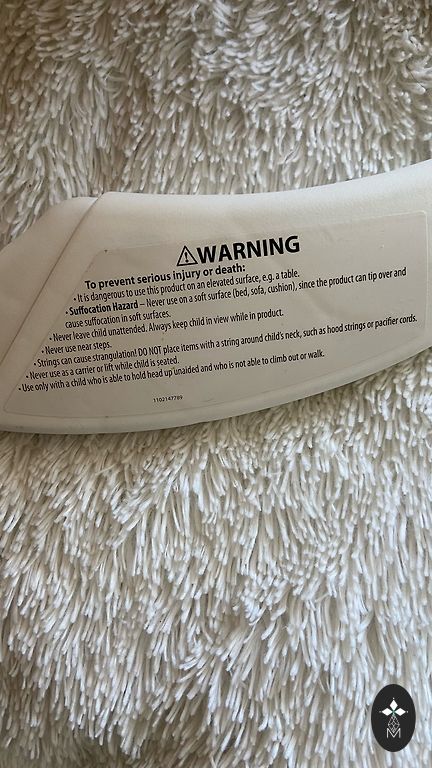 ⚠WARNING
To prevent serious injury or death:
• It is dangerous to use this product on an elevated surface, e.g. a table.
• Suffocation Hazard – Never use on a soft surface (bed, sofa, cushion), since the product can tip over and
cause suffocation in soft surfaces.
• Never leave child unattended. Always keep child in view while in product.
• Never use near steps.
• Strings can cause strangulation! DO NOT place items with a string around child's neck, such as hood strings or pacifier cords.
• Never use as a carrier or lift while child is seated.
• Use only with a child who is able to hold head up unaided and who is not able to climb out or walk.
1102147789
M